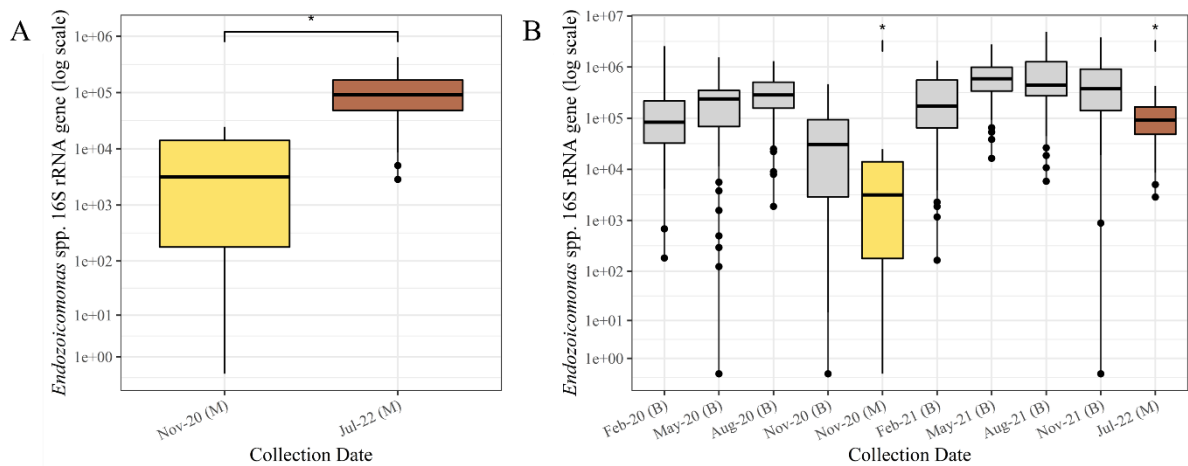 A
Endozoicomonas spp. 16S rRNA gene (log scale)
1e+06
1e+05
1e+04
1e+03
1e+02
1e+01
1e+00
*
Nov-20 (M)
Jul-22 (M)
Collection Date
B
Endozoicomonas spp. 16S rRNA gene (log scale)
1e+07
1e+06
1e+05
1e+04
1e+03
1e+02
1e+01
1e+00
*
*
Feb-20 (B)
May-20 (B)
Aug-20 (B)
Nov-20 (B)
Nov-20 (M)
Feb-21 (B)
May-21 (B)
Aug-21 (B)
Nov-21 (B)
Jul-22 (M)
Collection Date